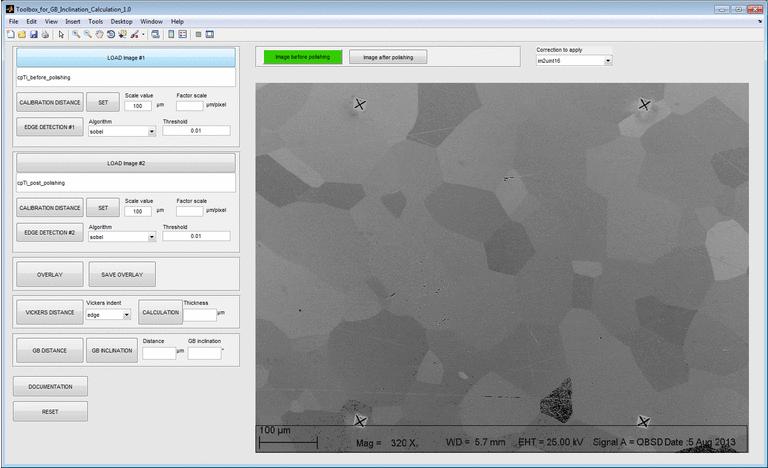 Toolbox_for_GB_Inclination_Calculation_1.0
File Edit View Insert Tools Desktop Window Help
LOAD Image #1
cpTi_before_polishing
CALIBRATION DISTANCE SET Scale value 100 µm Factor scale µm/pixel
EDGE DETECTION #1 Algorithm sobel Threshold 0.01
LOAD Image #2
cpTi_post_polishing
CALIBRATION DISTANCE SET Scale value 100 µm Factor scale µm/pixel
EDGE DETECTION #2 Algorithm sobel Threshold 0.01
OVERLAY SAVE OVERLAY
VICKERS DISTANCE Vickers indent edge CALCULATION Thickness µm
GB DISTANCE GB INCLINATION Distance µm GB inclination °
DOCUMENTATION
RESET
Image before polishing Image after polishing
Correction to apply
im2uint16
100 µm
Mag = 320 X WD = 5.7 mm EHT = 25.00 kV Signal A = QBSD Date :5 Aug 2013